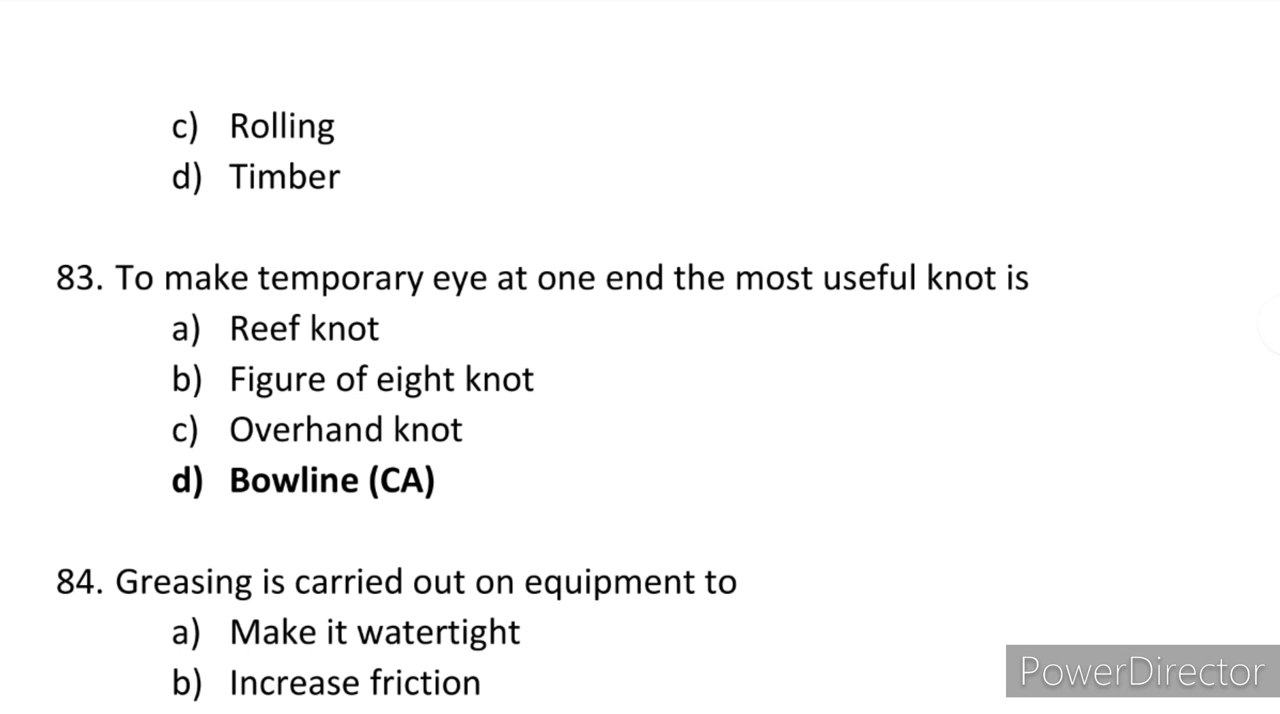 c) Rolling
d) Timber
83. To make temporary eye at one end the most useful knot is
a) Reef knot
b) Figure of eight knot
c) Overhand knot
d) Bowline (CA)
84. Greasing is carried out on equipment to
a) Make it watertight
b) Increase friction
PowerDirector